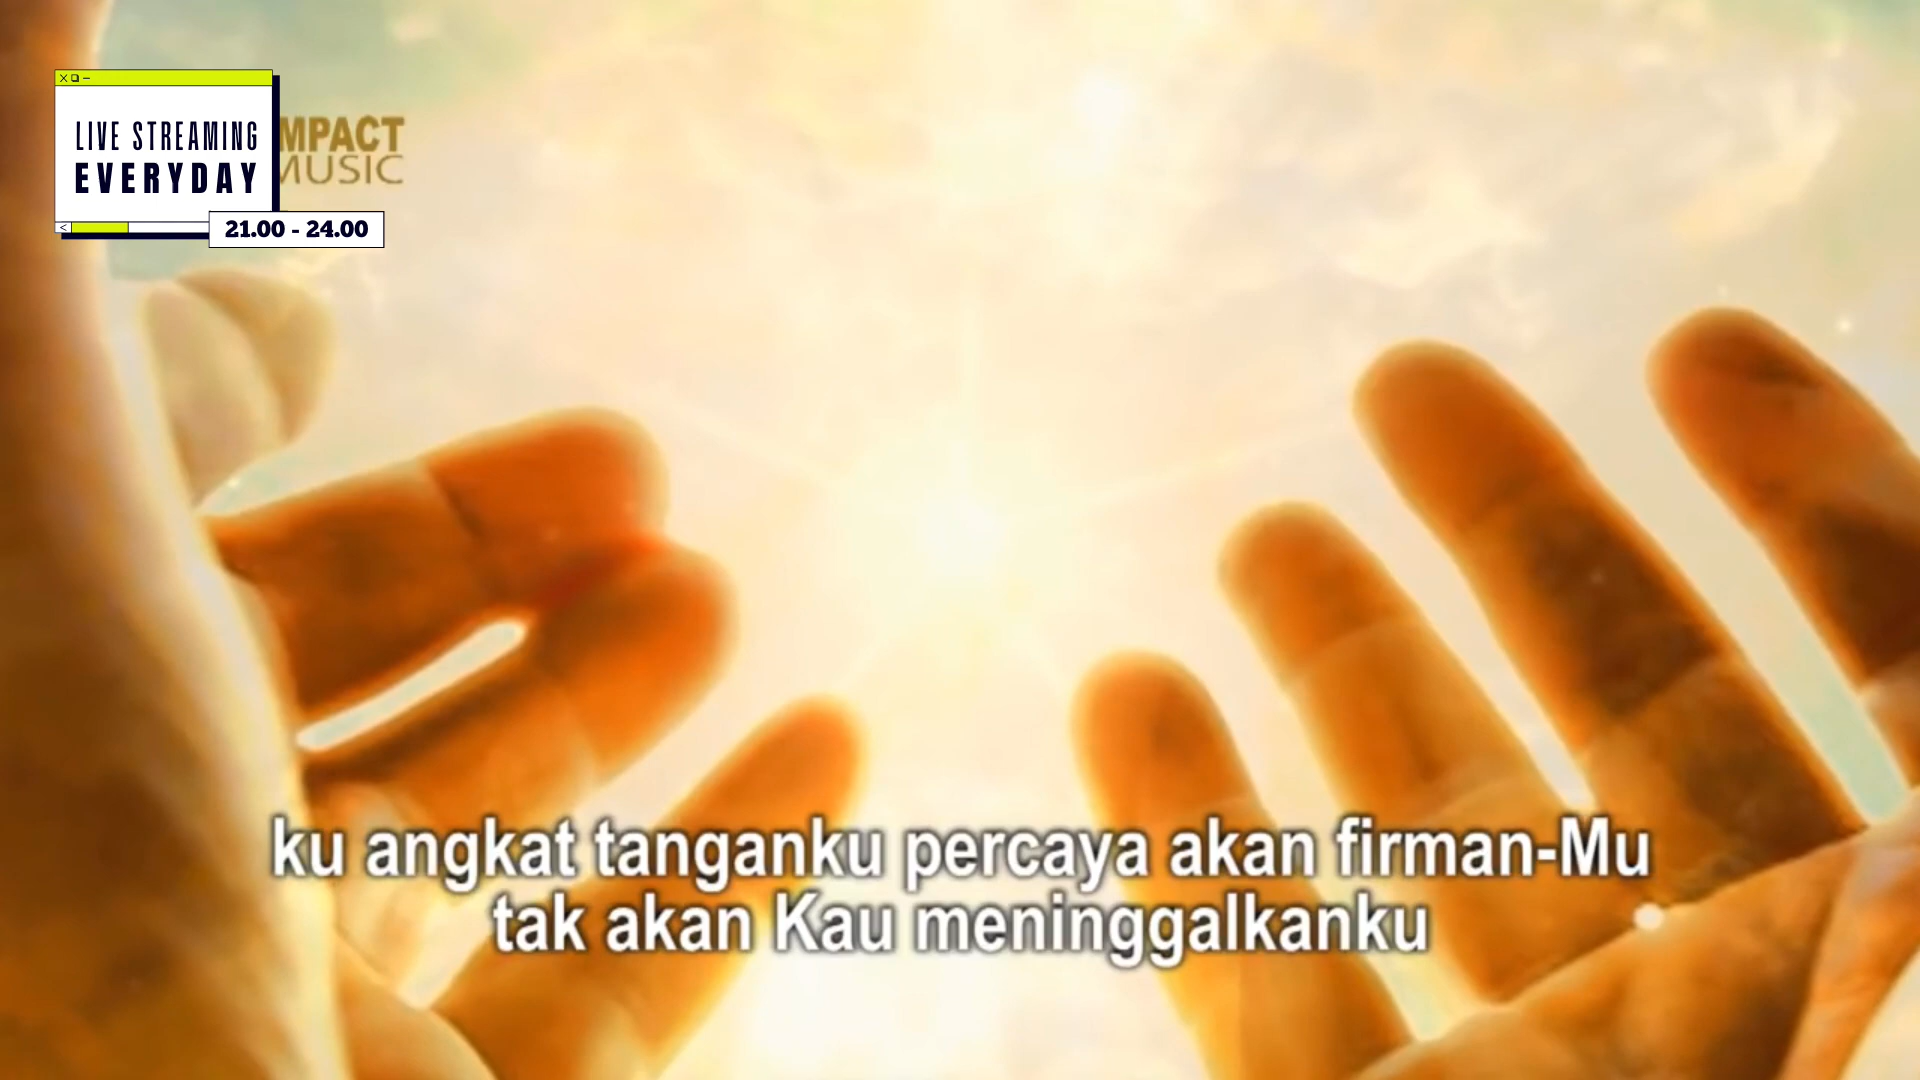 LIVE STREAMING
EVERYDAY
MPACT
MUSIC
21.00 - 24.00
ku angkat tanganku percaya akan firman-Mu
tak akan Kau meninggalkanku